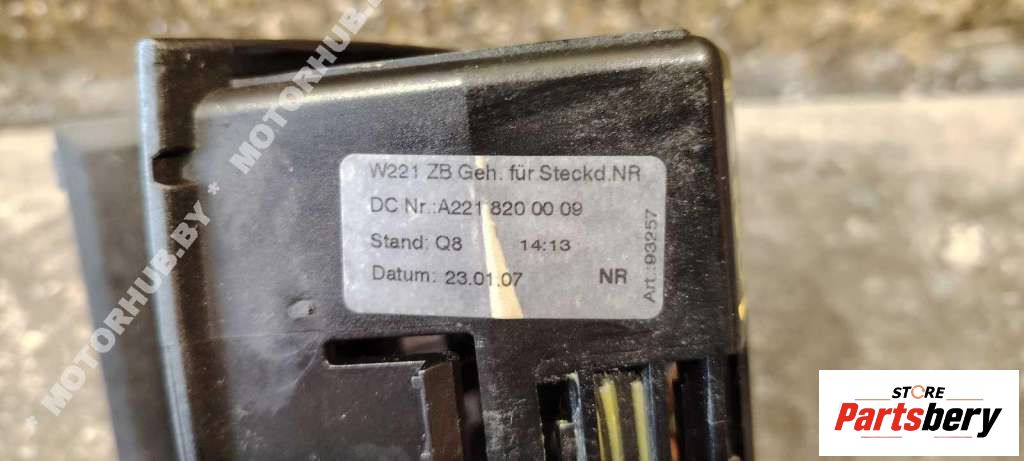 * MOTORHUB.BY * MOTORHUB.BY
W221 ZB Geh. für Steckd.NR
DC Nr.:A221 820 00 09
Stand: Q8 14:13
Datum: 23.01.07 NR
Art.:93257
STORE
Partsbery